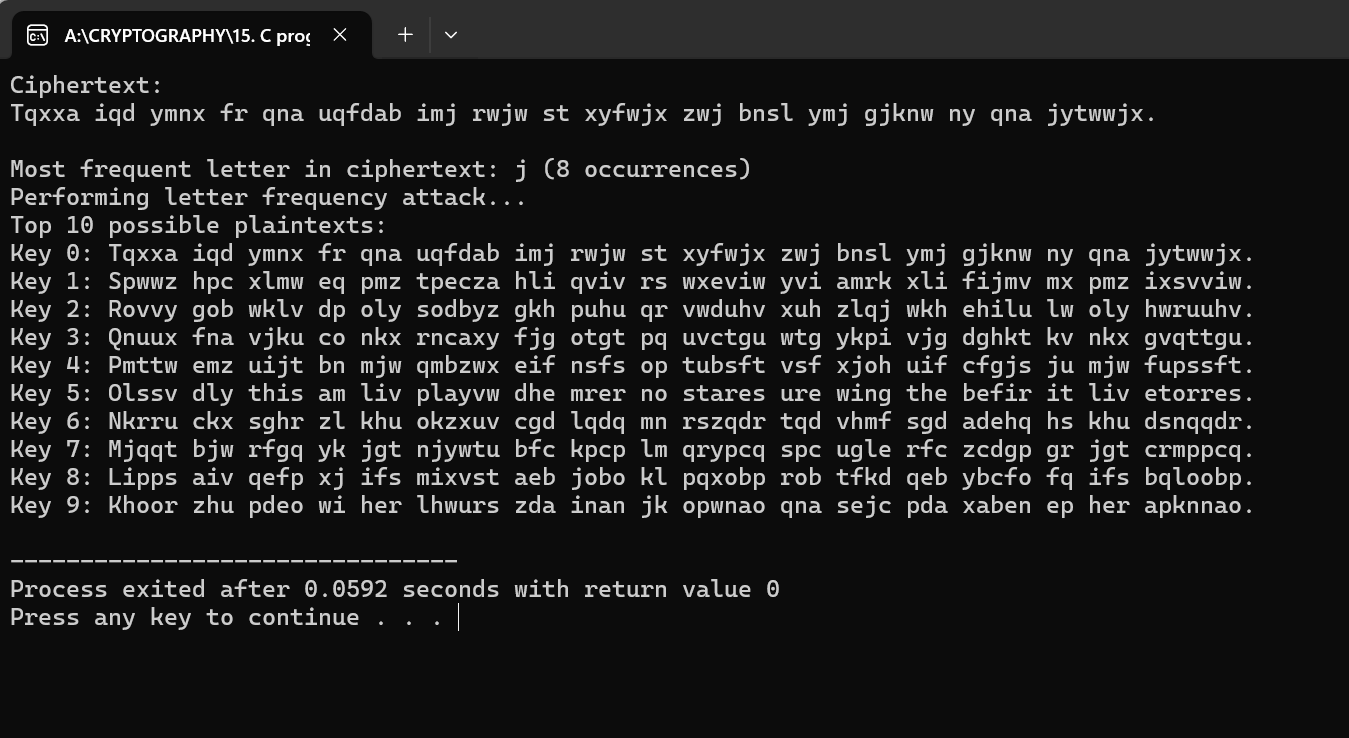 A:\CRYPTOGRAPHY\15. C prog
Ciphertext:
Tqxxa iqd ymnx fr qna uqfdab imj rwjw st xyfwjx zwj bnsl ymj gjknw ny qna jytwwjx.
Most frequent letter in ciphertext: j (8 occurrences)
Performing letter frequency attack...
Top 10 possible plaintexts:
Key 0: Tqxxa iqd ymnx fr qna uqfdab imj rwjw st xyfwjx zwj bnsl ymj gjknw ny qna jytwwjx.
Key 1: Spwwz hpc xlmw eq pmz tpecza hli qviv rs wxeviw yvi amrk xli fijmv mx pmz ixsvviw.
Key 2: Rovvy gob wklv dp oly sodbyz gkh puhu qr vwduhv xuh zlqj wkh ehilu lw oly hwruuhv.
Key 3: Qnuux fna vjku co nkx rncaxy fjg otgt pq uvctgu wtg ykpi vjg dghkt kv nkx gvqttgu.
Key 4: Pmttw emz uijt bn mjw qmbzwx eif nsfs op tubsft vsf xjoh uif cfgjs ju mjw fupssft.
Key 5: Olssv dly this am liv playvw dhe mrer no stares ure wing the befir it liv etorres.
Key 6: Nkrru ckx sghr zl khu okzxuv cgd lqdq mn rszqdr tqd vhmf sgd adehq hs khu dsnqqdr.
Key 7: Mjqqt bjw rfgq yk jgt njywtu bfc kpcp lm qrypcq spc ugle rfc zcdgp gr jgt crmppcq.
Key 8: Lipps aiv qefp xj ifs mixvst aeb jobo kl pqxobp rob tfkd qeb ybcfo fq ifs bqloobp.
Key 9: Khoor zhu pdeo wi her lhwurs zda inan jk opwnao qna sejc pda xaben ep her apknnao.
--------------------------------
Process exited after 0.0592 seconds with return value 0
Press any key to continue . . .